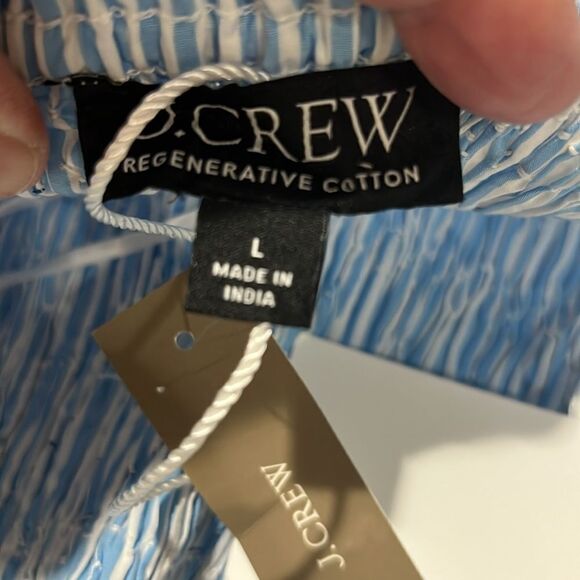 J.CREW
REGENERATIVE COTTON
L
MADE IN
INDIA
J.CREW